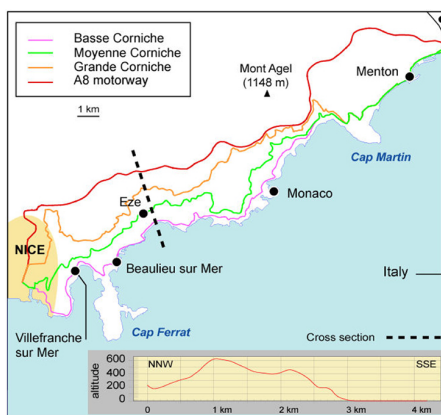 Basse Corniche
Moyenne Corniche
Grande Corniche
A8 motorway
1 km
Mont Agel
(1148 m)
Menton
Cap Martin
Eze
Monaco
NICE
Beaulieu sur Mer
Italy
Villefranche
sur Mer
Cap Ferrat
Cross section
altitude
600
400
200
0
NNW
SSE
0
1 km
2 km
3 km
4 km